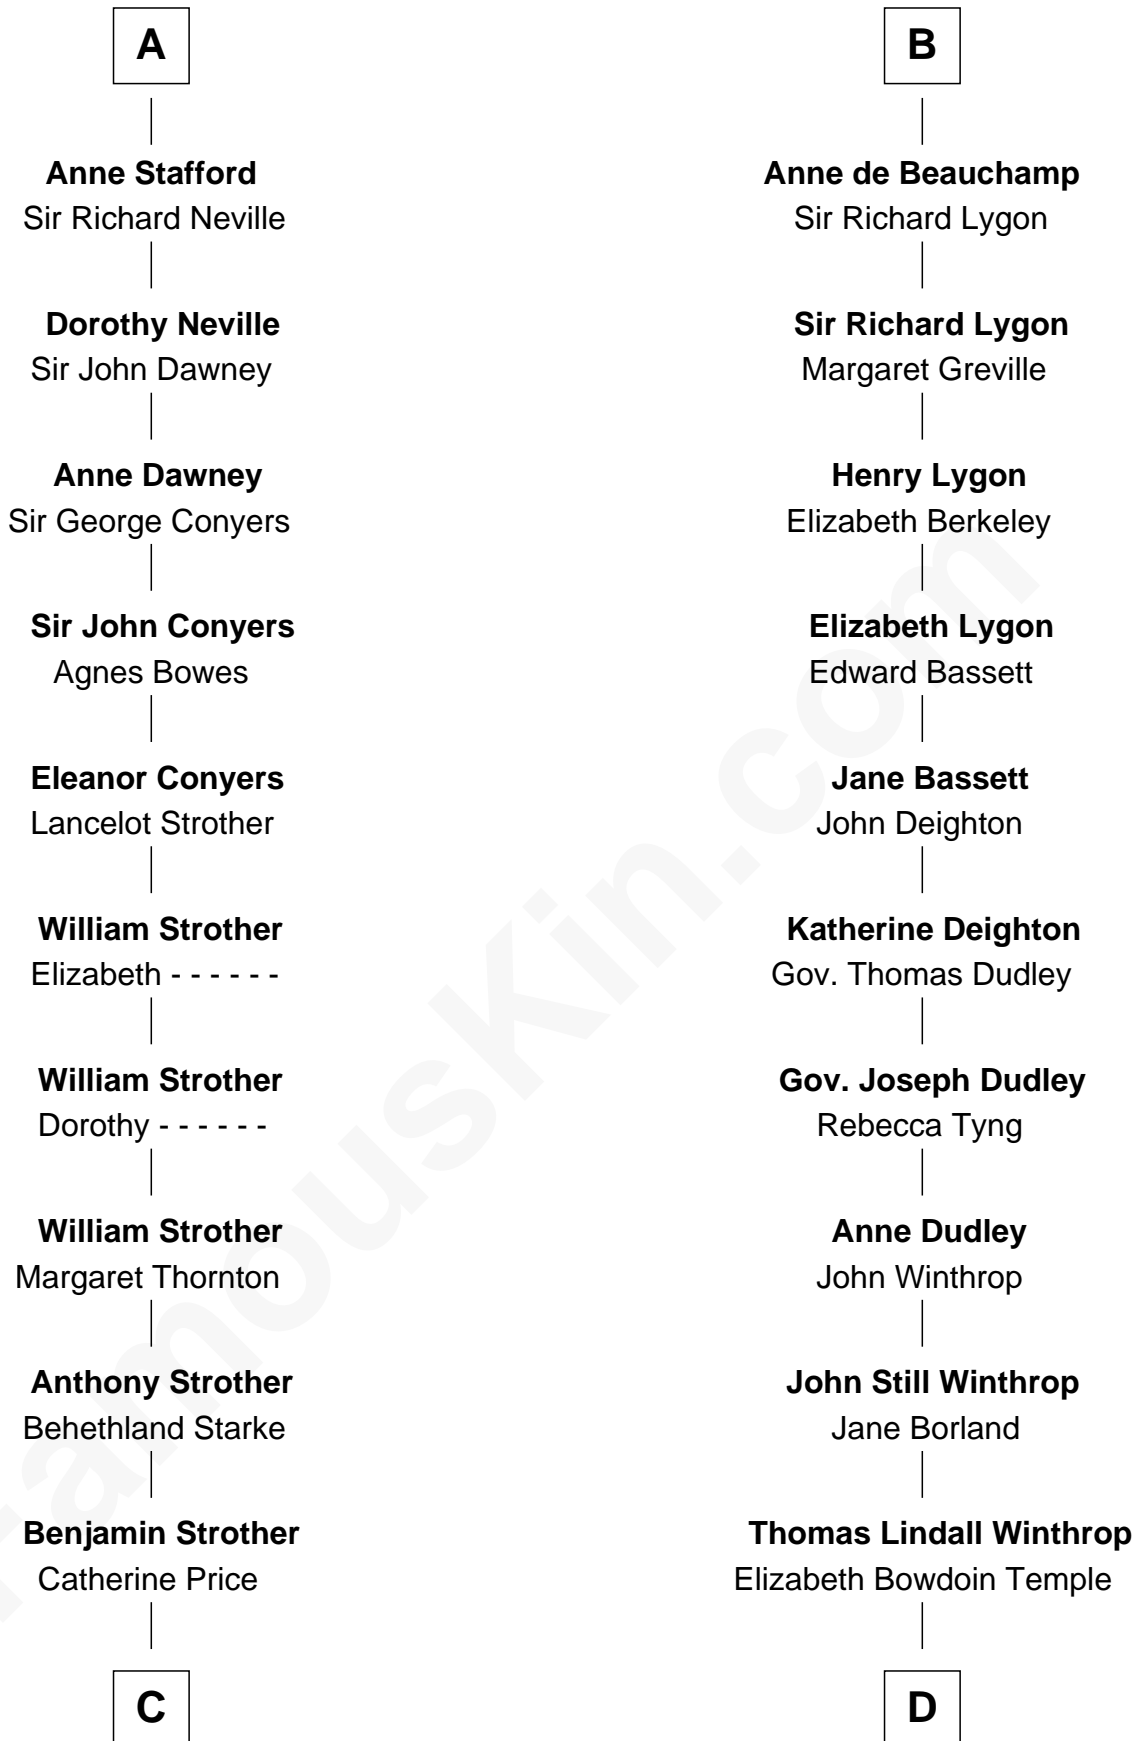 A
Anne Stafford
Sir Richard Neville
Dorothy Neville
Sir John Dawney
Anne Dawney
Sir George Conyers
Sir John Conyers
Agnes Bowes
Eleanor Conyers
Lancelot Strother
William Strother
Elizabeth - - - - - -
William Strother
Dorothy - - - - - -
William Strother
Margaret Thornton
Anthony Strother
Behethland Starke
Benjamin Strother
Catherine Price
C
B
Anne de Beauchamp
Sir Richard Lygon
Sir Richard Lygon
Margaret Greville
Henry Lygon
Elizabeth Berkeley
Elizabeth Lygon
Edward Bassett
Jane Bassett
John Deighton
Katherine Deighton
Gov. Thomas Dudley
Gov. Joseph Dudley
Rebecca Tyng
Anne Dudley
John Winthrop
John Still Winthrop
Jane Borland
Thomas Lindall Winthrop
Elizabeth Bowdoin Temple
D
FamousKin.com